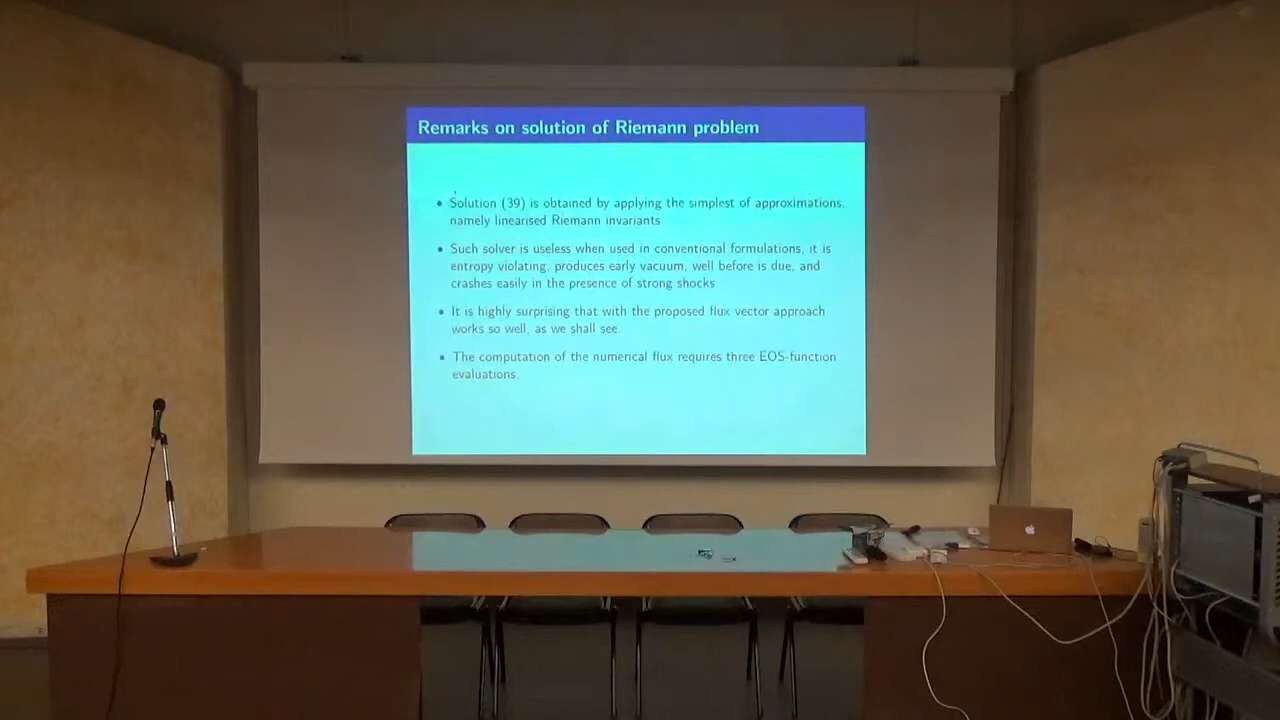 Remarks on solution of Riemann problem
• Solution (39) is obtained by applying the simplest of approximations,
namely linearised Riemann invariants
• Such solver is useless when used in conventional formulations, it is
entropy violating, produces early vacuum, well before is due, and
crashes easily in the presence of strong shocks
• It is highly surprising that with the proposed flux vector approach
works so well, as we shall see.
• The computation of the numerical flux requires three EOS-function
evaluations.